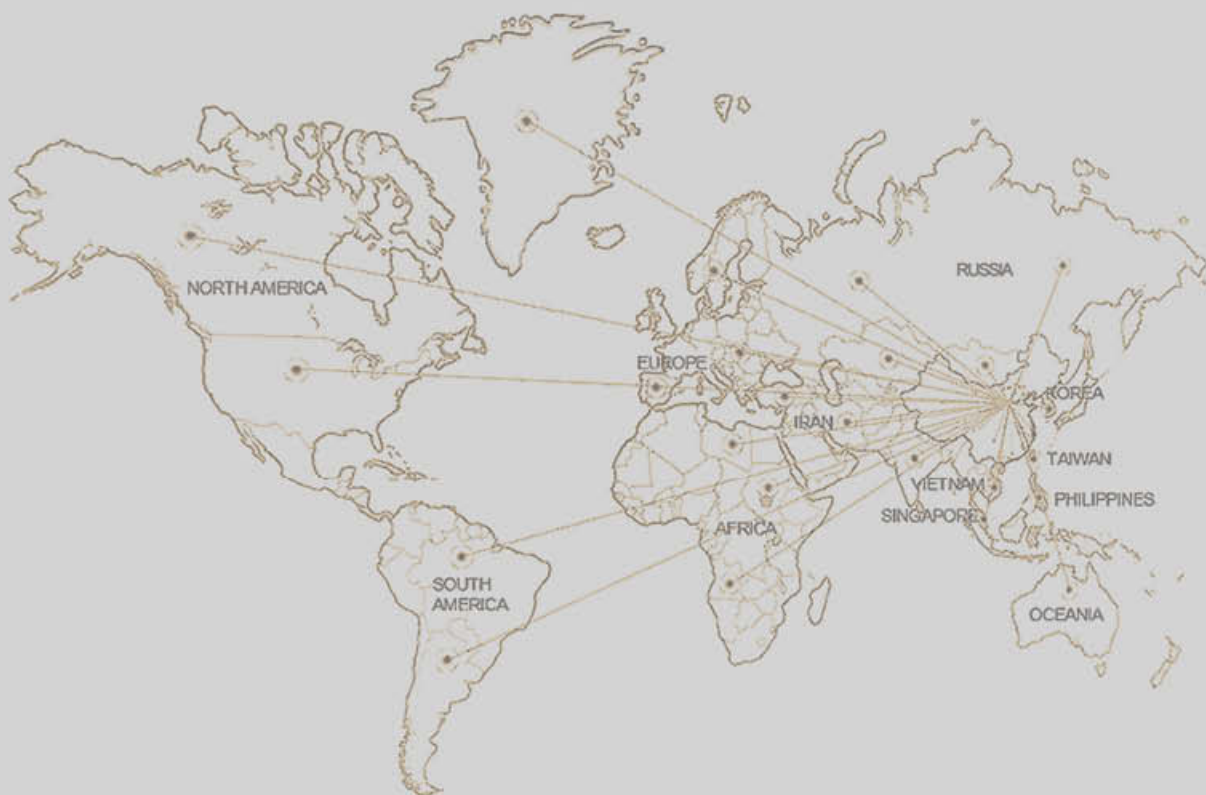 RUSSIA
NORTH AMERICA
EUROPE
KOREA
IRAN
TAIWAN
VIETNAM
PHILIPPINES
SINGAPORE
AFRICA
SOUTH
AMERICA
OCEANIA